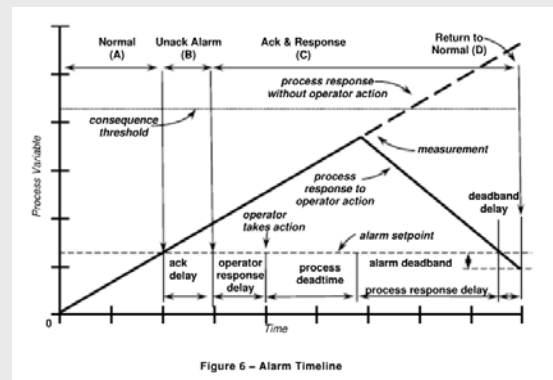 Normal
(A)
Unack Alarm
(B)
Ack & Response
(C)
Return to
Normal (D)
process response
without operator action
consequence
threshold
measurement
process
response to
operator action
deadband
delay
operator
takes action
alarm setpoint
ack
delay
operator
response
delay
process
deadtime
alarm deadband
process response delay
Process Variable
0
Time
Figure 6 – Alarm Timeline